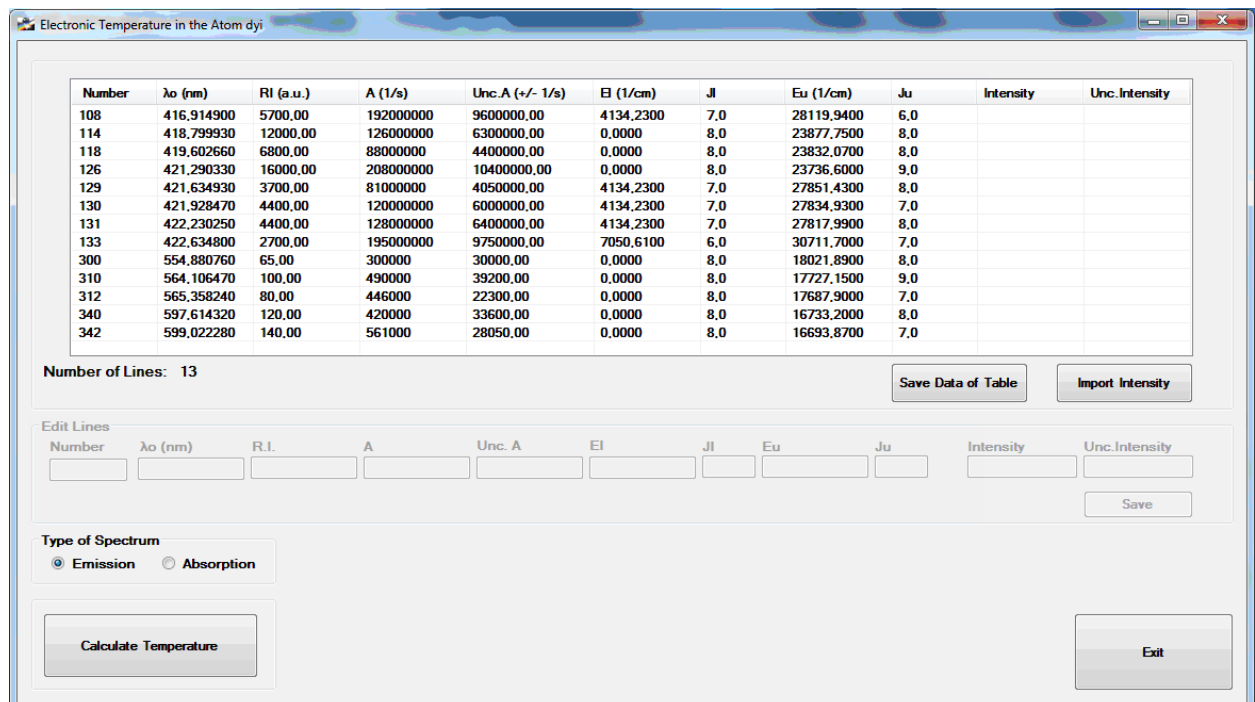 Electronic Temperature in the Atom dyi
Number λo (nm) RI (a.u.) A (1/s) Unc.A (+/- 1/s) El (1/cm) Jl Eu (1/cm) Ju Intensity Unc.Intensity
108 416,914900 5700,00 192000000 9600000,00 4134,2300 7,0 28119,9400 6,0
114 418,799930 12000,00 126000000 6300000,00 0,0000 8,0 23877,7500 8,0
118 419,602660 6800,00 88000000 4400000,00 0,0000 8,0 23832,0700 8,0
126 421,290330 16000,00 208000000 10400000,00 0,0000 8,0 23736,6000 9,0
129 421,634930 3700,00 81000000 4050000,00 4134,2300 7,0 27851,4300 8,0
130 421,928470 4400,00 120000000 6000000,00 4134,2300 7,0 27834,9300 7,0
131 422,230250 4400,00 128000000 6400000,00 4134,2300 7,0 27817,9900 8,0
133 422,634800 2700,00 195000000 9750000,00 7050,6100 6,0 30711,7000 7,0
300 554,880760 65,00 300000 30000,00 0,0000 8,0 18021,8900 8,0
310 564,106470 100,00 490000 39200,00 0,0000 8,0 17727,1500 9,0
312 565,358240 80,00 446000 22300,00 0,0000 8,0 17687,9000 7,0
340 597,614320 120,00 420000 33600,00 0,0000 8,0 16733,2000 8,0
342 599,022280 140,00 561000 28050,00 0,0000 8,0 16693,8700 7,0
Number of Lines: 13
Save Data of Table Import Intensity
Edit Lines
Number λo (nm) R.I. A Unc. A El Jl Eu Ju Intensity Unc.Intensity
Save
Type of Spectrum
Emission Absorption
Calculate Temperature
Exit